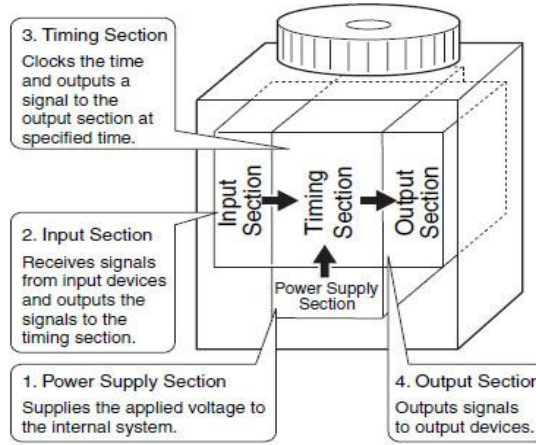 3. Timing Section
Clocks the time
and outputs a
signal to the
output section at
specified time.
Input
Section
Timing
Section
Output
Section
Power Supply
Section
2. Input Section
Receives signals
from input devices
and outputs the
signals to the
timing section.
1. Power Supply Section
Supplies the applied voltage to
the internal system.
4. Output Section
Outputs signals
to output devices.